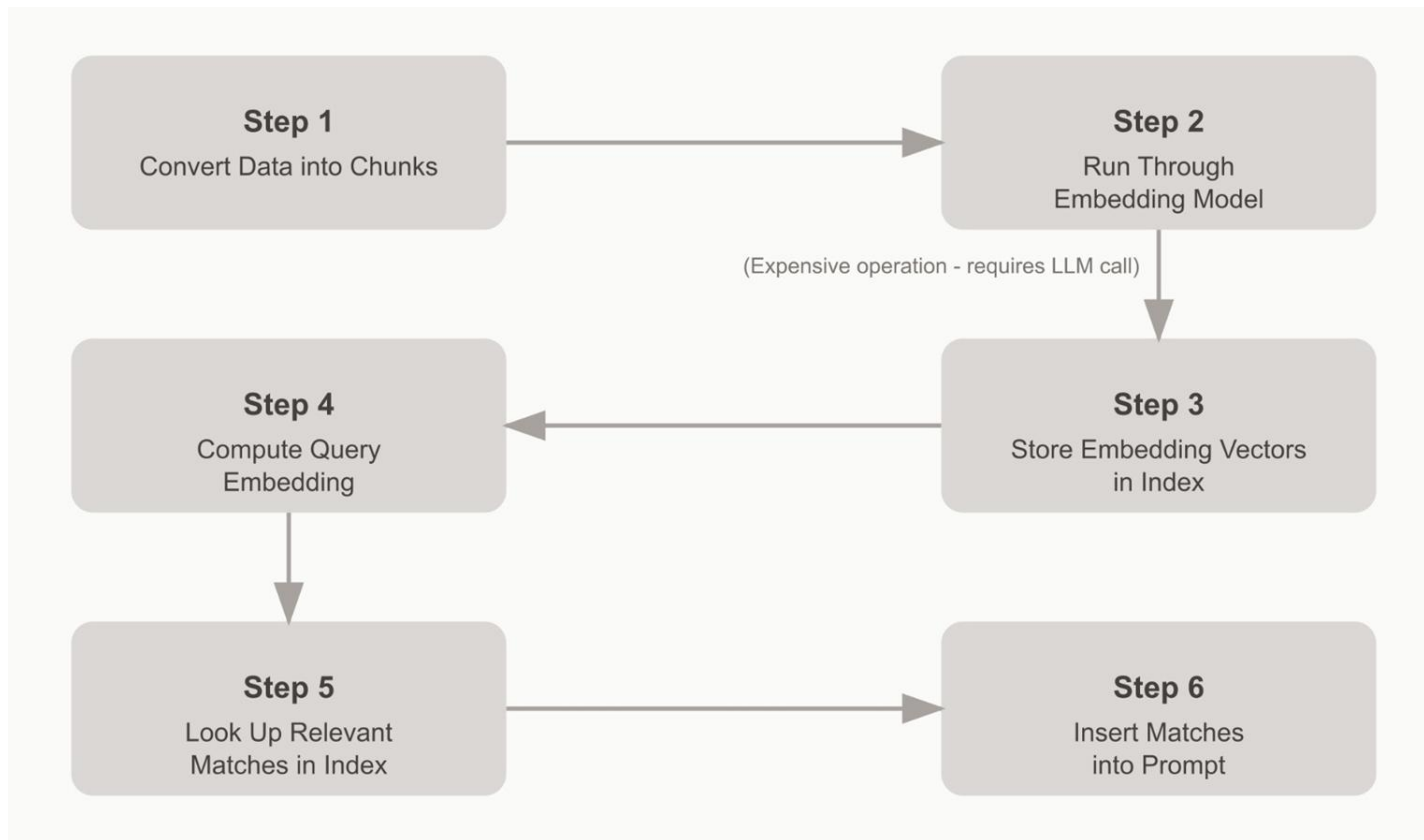 Step 1
Convert Data into Chunks
Step 2
Run Through
Embedding Model
(Expensive operation - requires LLM call)
Step 3
Store Embedding Vectors
in Index
Step 4
Compute Query
Embedding
Step 5
Look Up Relevant
Matches in Index
Step 6
Insert Matches
into Prompt